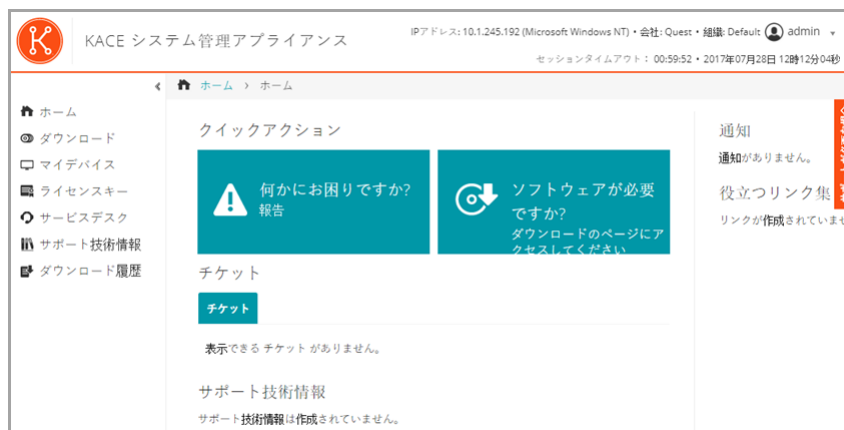 KACE システム管理アプライアンス
IPアドレス: 10.1.245.192 (Microsoft Windows NT) • 会社: Quest • 組織: Default admin
セッションタイムアウト: 00:59:52 • 2017年07月28日 12時12分04秒
ホーム › ホーム
ホーム
ダウンロード
マイデバイス
ライセンスキー
サービスデスク
サポート技術情報
ダウンロード履歴
クイックアクション
何かにお困りですか?
報告
ソフトウェアが必要
ですか?
ダウンロードのページにア
クセスしてください
チケット
チケット
表示できる チケット がありません。
サポート技術情報
サポート技術情報は作成されていません。
通知
通知がありません。
役立つリンク集
リンクが作成されていませ